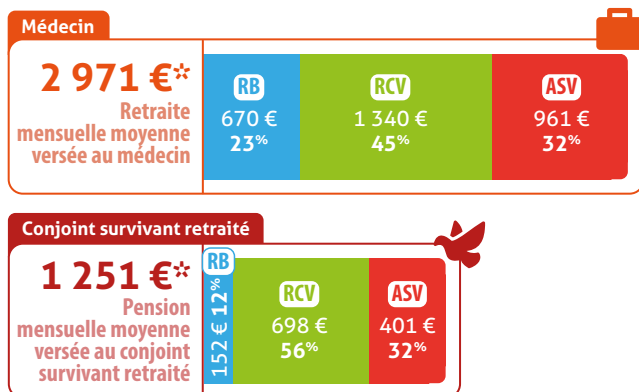 Médecin
2 971 €*
Retraite
mensuelle moyenne
versée au médecin
RB
670 €
23%
RCV
1 340 €
45%
ASV
961 €
32%
Conjoint survivant retraité
1 251 €*
Pension
mensuelle moyenne
versée au conjoint
survivant retraité
RB
152 € 12%
RCV
698 €
56%
ASV
401 €
32%